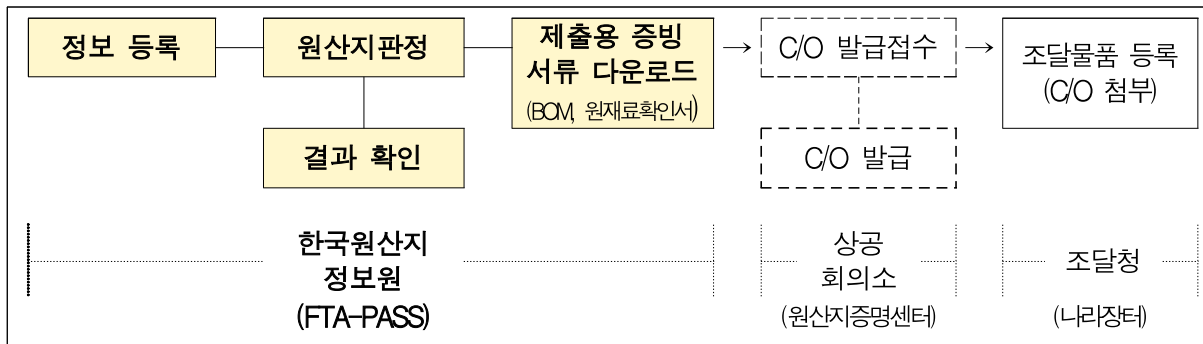 정보 등록
원산지판정
제출용 증빙
서류 다운로드
(BOM, 원재료확인서)
C/O 발급접수
조달물품 등록
(C/O 첨부)
결과 확인
C/O 발급
한국원산지
정보원
(FTA-PASS)
상공
회의소
(원산지증명센터)
조달청
(나라장터)